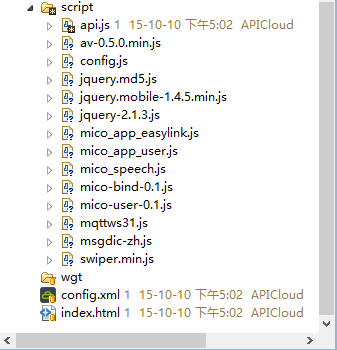 script
api.js 1 15-10-10 下午5:02 APICloud
av-0.5.0.min.js
config.js
jquery.md5.js
jquery.mobile-1.4.5.min.js
jquery-2.1.3.js
mico_app_easylink.js
mico_app_user.js
mico_speech.js
mico-bind-0.1.js
mico-user-0.1.js
mqttws31.js
msgdic-zh.js
swiper.min.js
wgt
config.xml 1 15-10-10 下午5:02 APICloud
index.html 1 15-10-10 下午5:02 APICloud